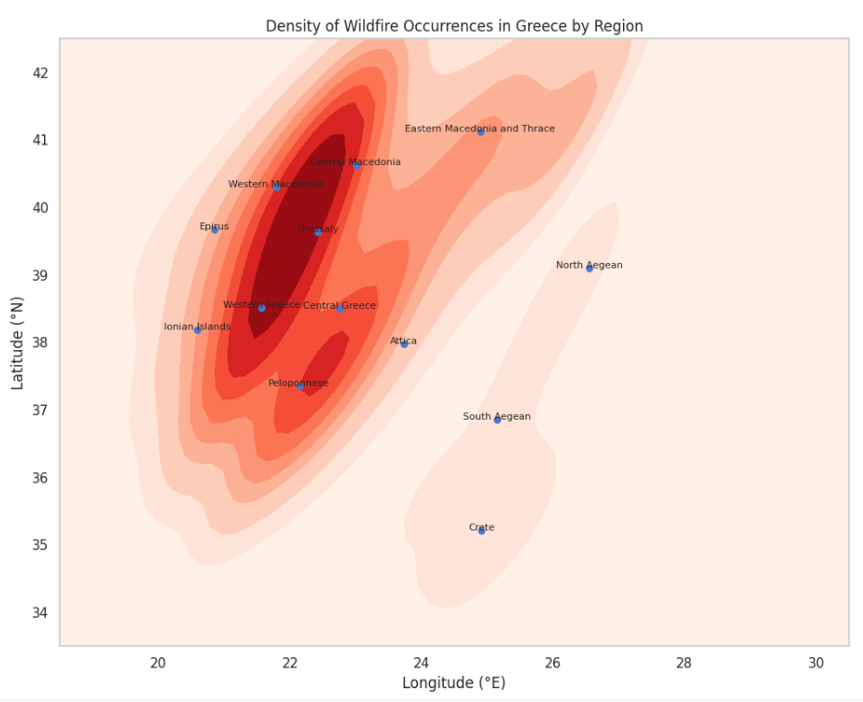 Density of Wildfire Occurrences in Greece by Region
42
41
40
39
38
37
36
35
34
Latitude (°N)
Eastern Macedonia and Thrace
Central Macedonia
Western Macedonia
Epirus
Thessaly
North Aegean
Western Greece
Central Greece
Ionian Islands
Attica
Peloponnese
South Aegean
Crete
20
22
24
26
28
30
Longitude (°E)